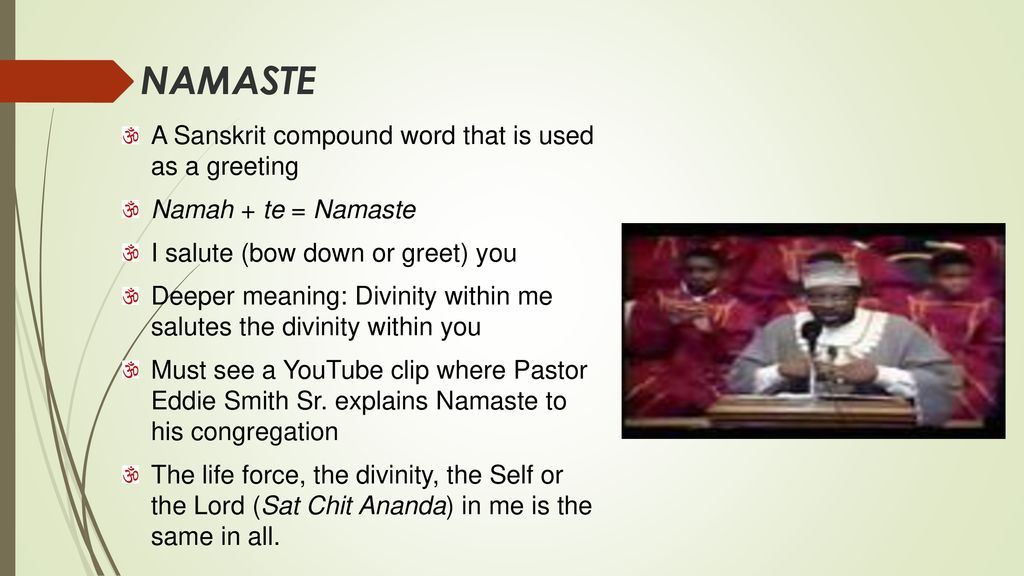 NAMASTE
ॐ A Sanskrit compound word that is used
as a greeting
ॐ Namah + te = Namaste
ॐ I salute (bow down or greet) you
ॐ Deeper meaning: Divinity within me
salutes the divinity within you
ॐ Must see a YouTube clip where Pastor
Eddie Smith Sr. explains Namaste to
his congregation
ॐ The life force, the divinity, the Self or
the Lord (Sat Chit Ananda) in me is the
same in all.